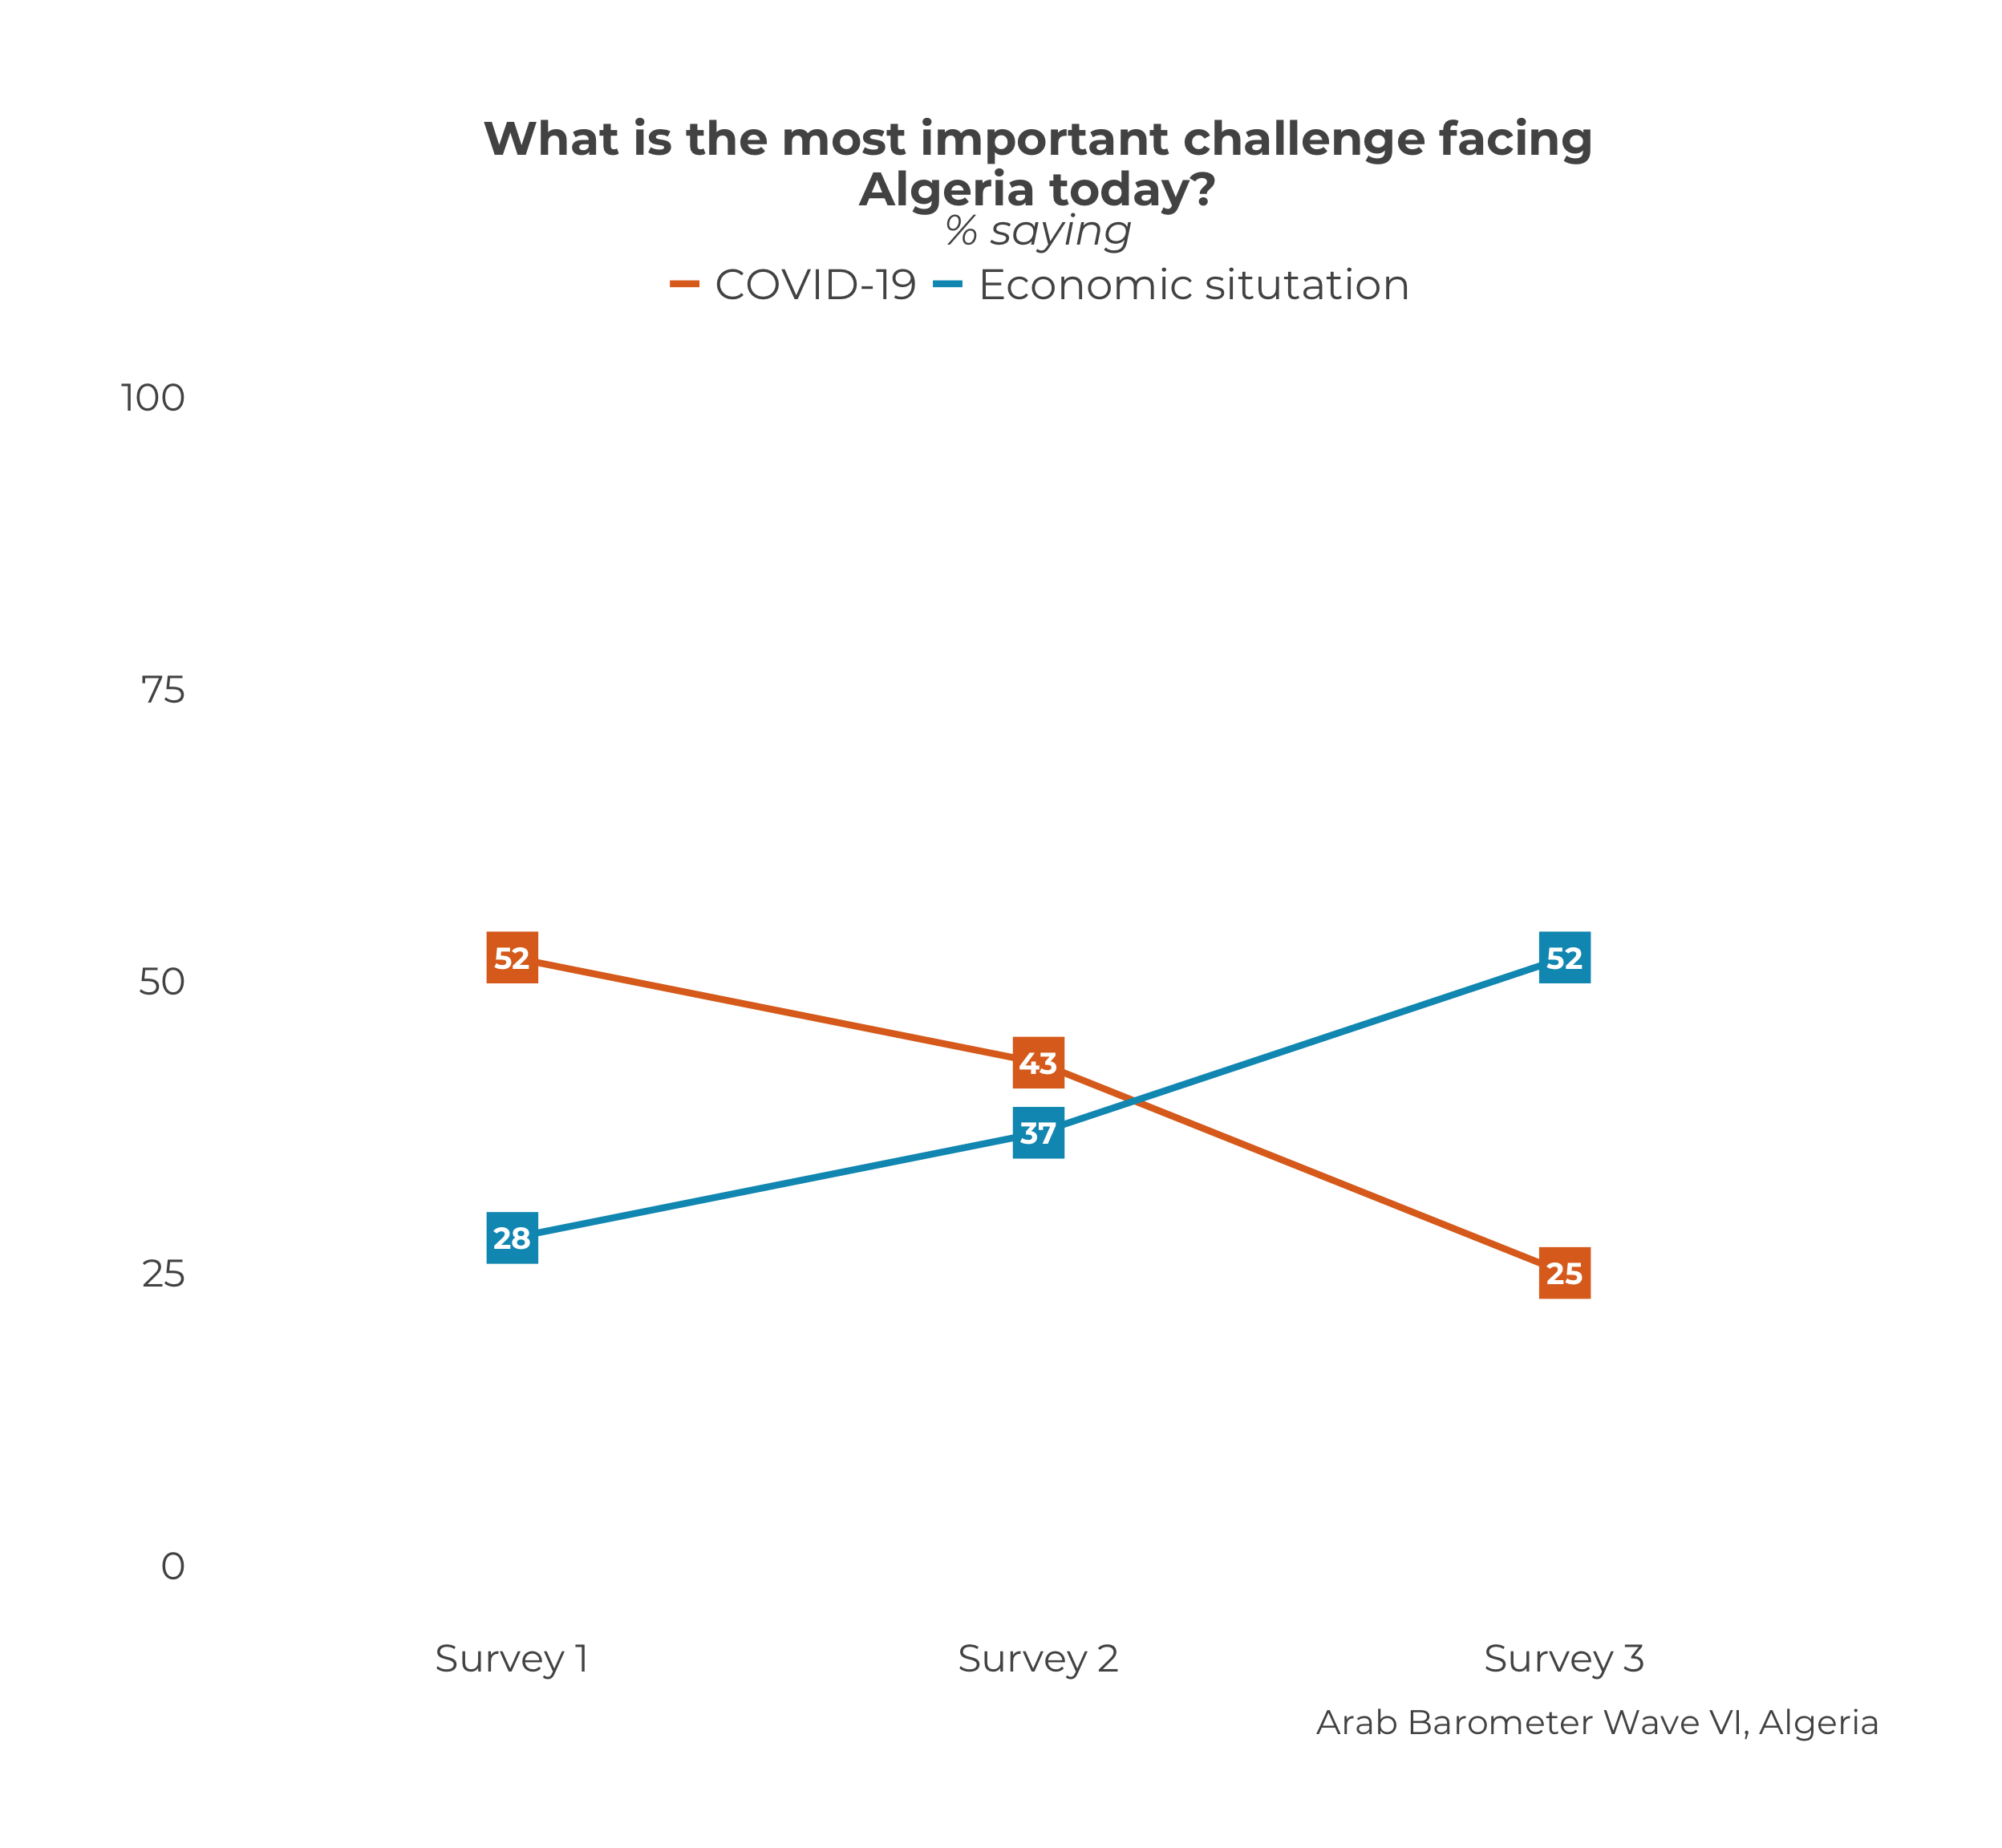 What is the most important challenge facing
Algeria today?
% saying
COVID-19 Economic situtation
100
75
50
25
0
52
43
25
28
37
52
Survey 1 Survey 2 Survey 3
Arab Barometer Wave VI, Algeria